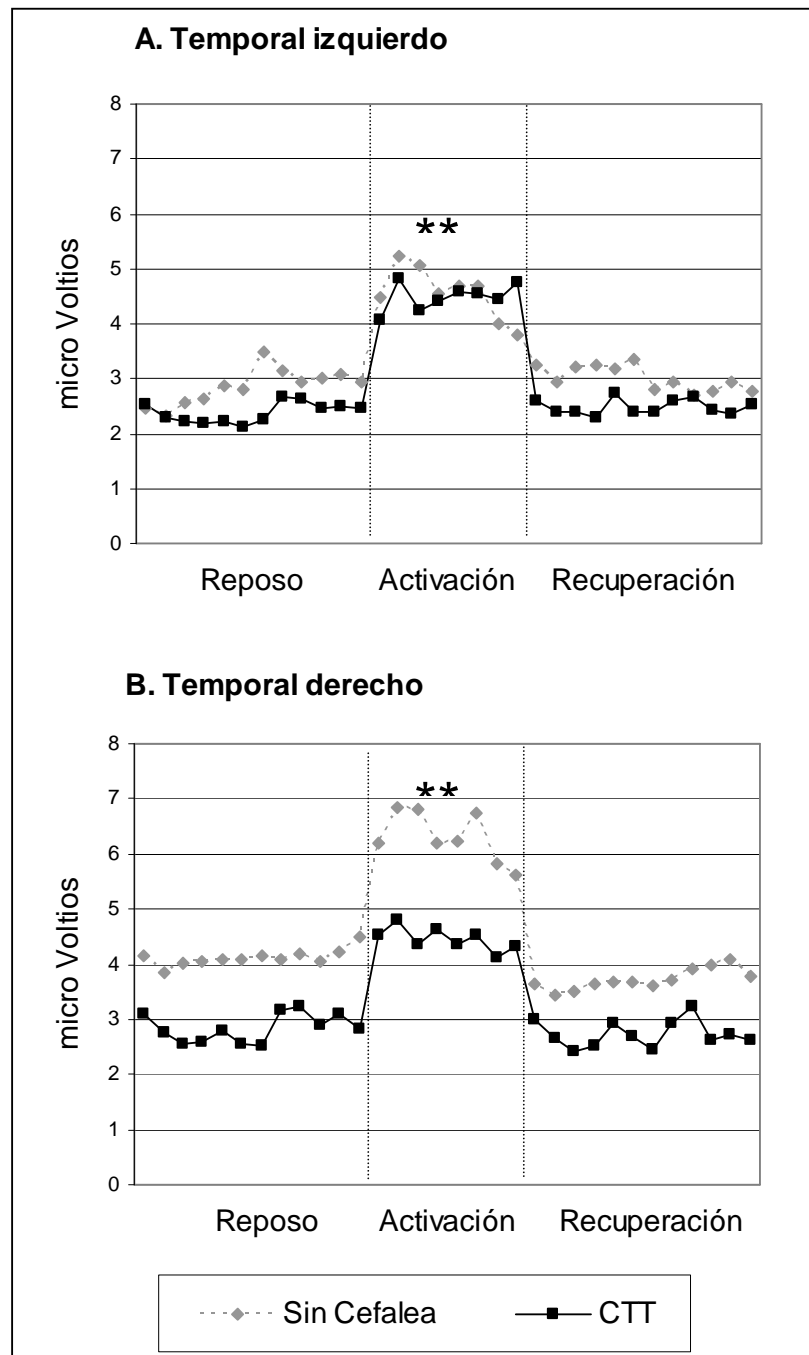 A. Temporal izquierdo
8
7
6
5
4
3
2
1
0
micro Voltios
**
Reposo Activación Recuperación
B. Temporal derecho
8
7
6
5
4
3
2
1
0
micro Voltios
**
Reposo Activación Recuperación
Sin Cefalea CTT